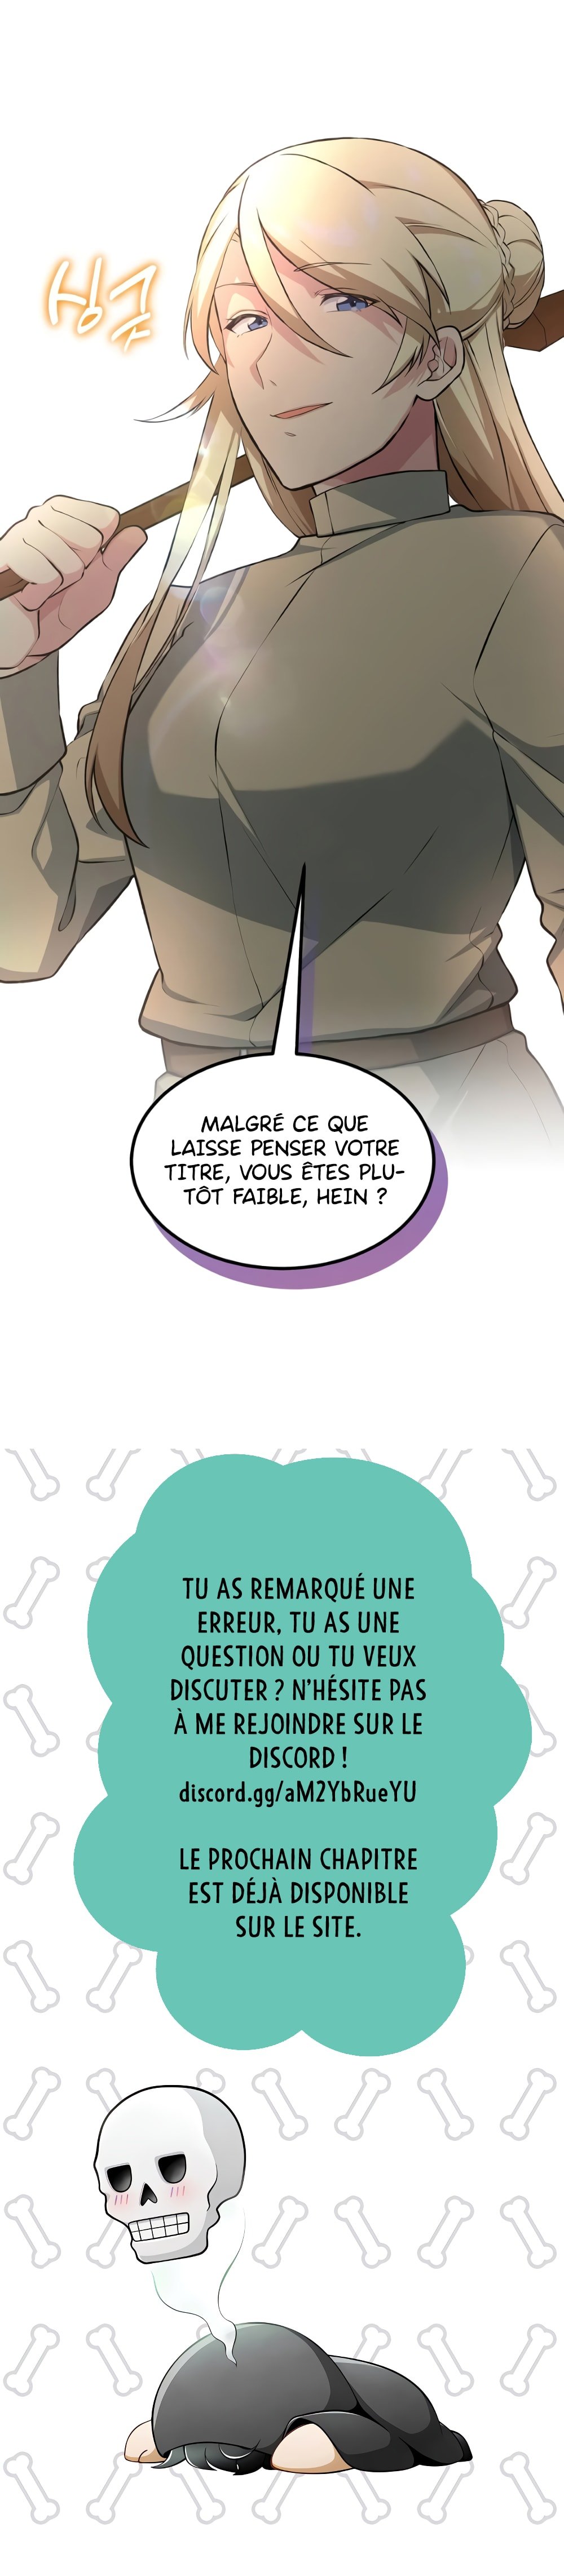 싱긋
MALGRÉ CE QUE
LAISSE PENSER VOTRE
TITRE, VOUS ÊTES PLU-
TÔT FAIBLE, HEIN ?
TU AS REMARQUÉ UNE
ERREUR, TU AS UNE
QUESTION OU TU VEUX
DISCUTER ? N'HÉSITE PAS
À ME REJOINDRE SUR LE
DISCORD !
discord.gg/aM2YbRueYU
LE PROCHAIN CHAPITRE
EST DÉJÀ DISPONIBLE
SUR LE SITE.